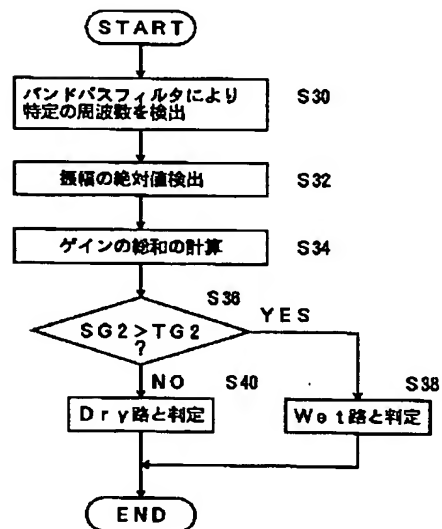 START
バンドパスフィルタにより
特定の周波数を検出
S30
振幅の絶対値検出
S32
ゲインの総和の計算
S34
S36
SG2>TG2
?
YES
NO
S40
S38
Dry路と判定
Wet路と判定
END